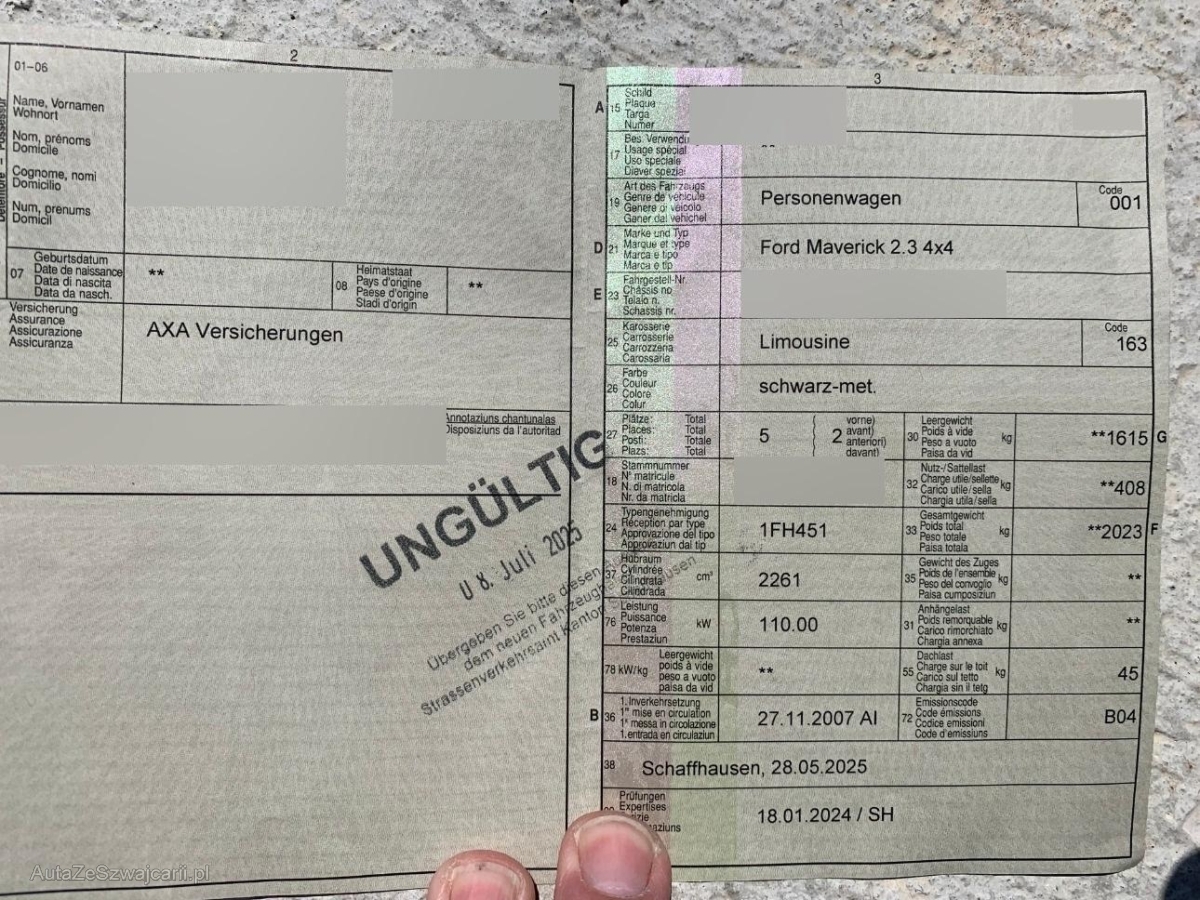 2
01-06
Name, Vornamen
Wohnort
Nom, prénoms
Domicile
Cognome, nomi
Domicilio
Num, prenums
Domicil
07
Geburtsdatum
Date de naissance
Data di nascita
Data da nasch.
**
08
Heimatstaat
Pays d'origine
Paese d'origine
Stadi d'origin
**
Versicherung
Assurance
Assicurazione
Assicuranza
AXA Versicherungen
Annotaziuns chantunalas
Disposiziuns da l'autoritad
UNGÜLTIG
0 8. Juli 2025
Übergeben Sie bitte diesen
dem neuen Fahrzeugha
Strassenverkehrsamt Kanton
hausen
3
A 15
Schild
Plaque
Targa
Numer
17
Bes. Verwendu
Usage spécial
Uso speciale
Diever spezial
**
19
Art des Fahrzeugs
Genre de véhicule
Genere di veicolo
Gener dal vehichel
Personenwagen
Code
001
D 21
Marke und Typ
Marque et type
Marca e tipo
Marca e tip
Ford Maverick 2.3 4x4
E 23
Fahrgestell-Nr.
Châssis no
Telaio n.
Schassis nr.
25
Karosserie
Carrosserie
Carrozzeria
Carossaria
Limousine
Code
163
26
Farbe
Couleur
Colore
Colur
schwarz-met.
27
Plätze: Total
Places: Total
Posti: Totale
Plazs: Total
5
2
vorne)
avant)
anteriori)
davant)
30
Leergewicht
Poids à vide
Peso a vuoto
Paisa da vid
kg
**1615 G
18
Stammnummer
N° matricule
N. di matricola
Nr. da matricla
32
Nutz-/Sattellast
Charge utile/sellette
Carico utile/sella
Chargia utila/sella
kg
**408
24
Typengenehmigung
Réception par type
Approvazione del tipo
Approvaziun dal tip
1FH451
33
Gesamtgewicht
Poids total
Peso totale
Paisa totala
kg
**2023 F
37
Hubraum
Cylindrée
Cilindrata
Cilindrada
cm³
2261
35
Gewicht des Zuges
Poids de l'ensemble
Peso del convoglio
Paisa cumposiziun
kg
**
76
Leistung
Puissance
Potenza
Prestaziun
kW
110.00
31
Anhängelast
Poids remorquable
Carico rimorchiato
Chargia annexa
kg
**
78 kW/kg
Leergewicht
poids à vide
peso a vuoto
paisa da vid
**
55
Dachlast
Charge sur le toit
Carico sul tetto
Chargia sin il tetg
kg
45
B 36
1.Inverkehrsetzung
1re mise en circulation
1a messa in circolazione
1.entrada en circulaziun
27.11.2007 AI
72
Emissionscode
Code émissions
Codice emissioni
Code d'emissiuns
B04
38
Schaffhausen, 28.05.2025
Prüfungen
Expertises
18.01.2024 / SH
AutaZeSzwajcarii.pl